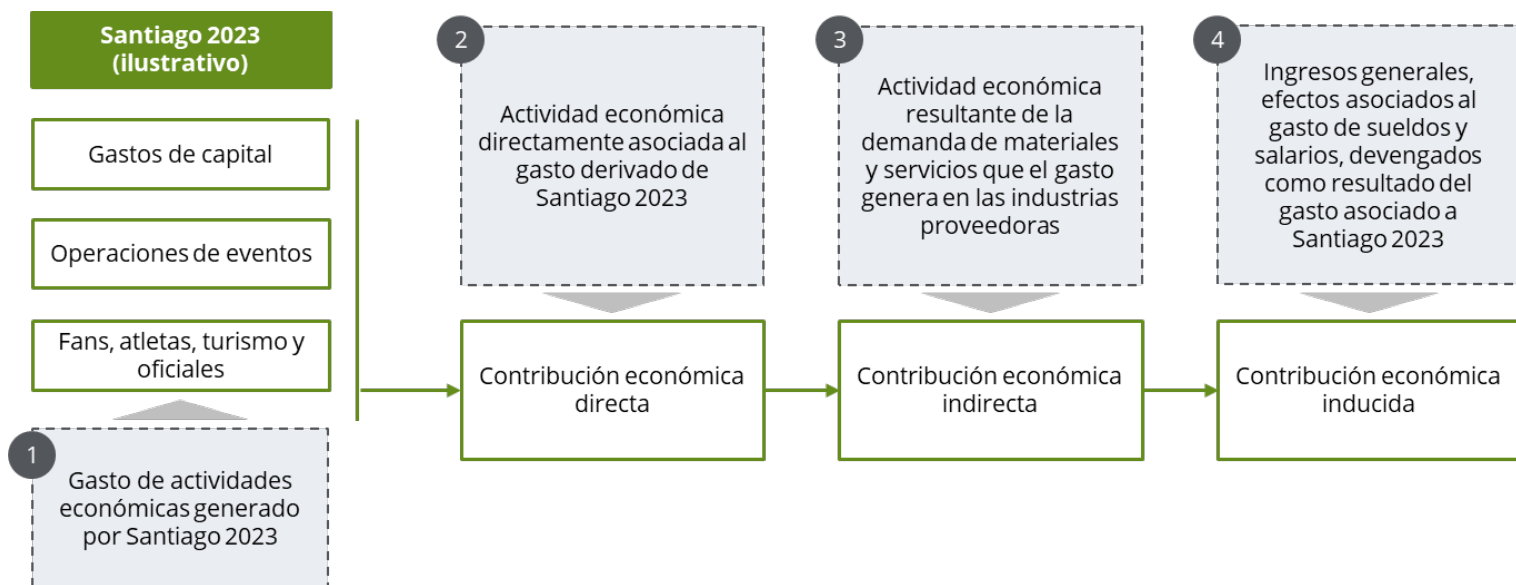 Santiago 2023
(ilustrativo)
Gastos de capital
Operaciones de eventos
Fans, atletas, turismo y
oficiales
1
Gasto de actividades
económicas generado
por Santiago 2023
2
Actividad económica
directamente asociada al
gasto derivado de
Santiago 2023
Contribución económica
directa
3
Actividad económica
resultante de la
demanda de materiales
y servicios que el gasto
genera en las industrias
proveedoras
Contribución económica
indirecta
4
Ingresos generales,
efectos asociados al
gasto de sueldos y
salarios, devengados
como resultado del
gasto asociado a
Santiago 2023
Contribución económica
inducida